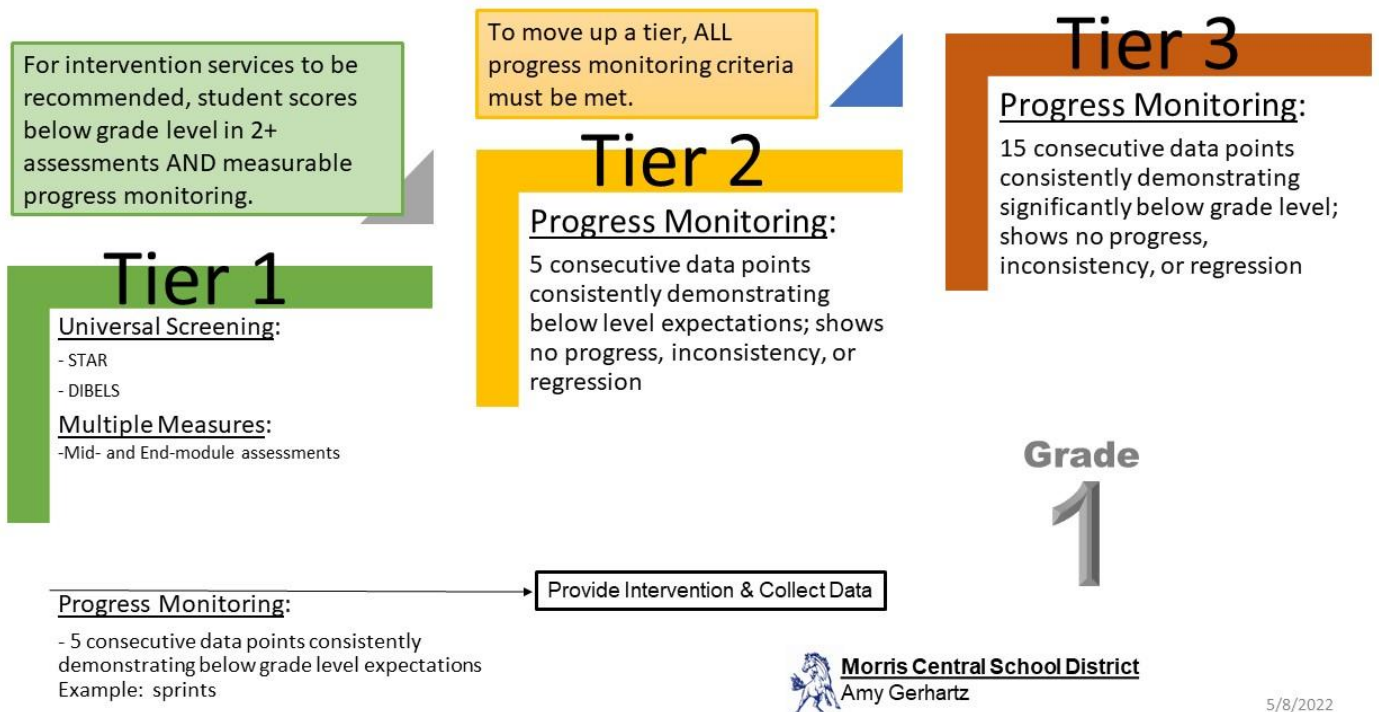 For intervention services to be
recommended, student scores
below grade level in 2+
assessments AND measurable
progress monitoring.
Tier 1
Universal Screening:
- STAR
- DIBELS
Multiple Measures:
-Mid- and End-module assessments
Progress Monitoring:
- 5 consecutive data points consistently
demonstrating below grade level expectations
Example: sprints
Provide Intervention & Collect Data
To move up a tier, ALL
progress monitoring criteria
must be met.
Tier 2
Progress Monitoring:
5 consecutive data points
consistently demonstrating
below level expectations; shows
no progress, inconsistency, or
regression
Tier 3
Progress Monitoring:
15 consecutive data points
consistently demonstrating
significantly below grade level;
shows no progress,
inconsistency, or regression
Grade
1
Morris Central School District
Amy Gerhartz
5/8/2022